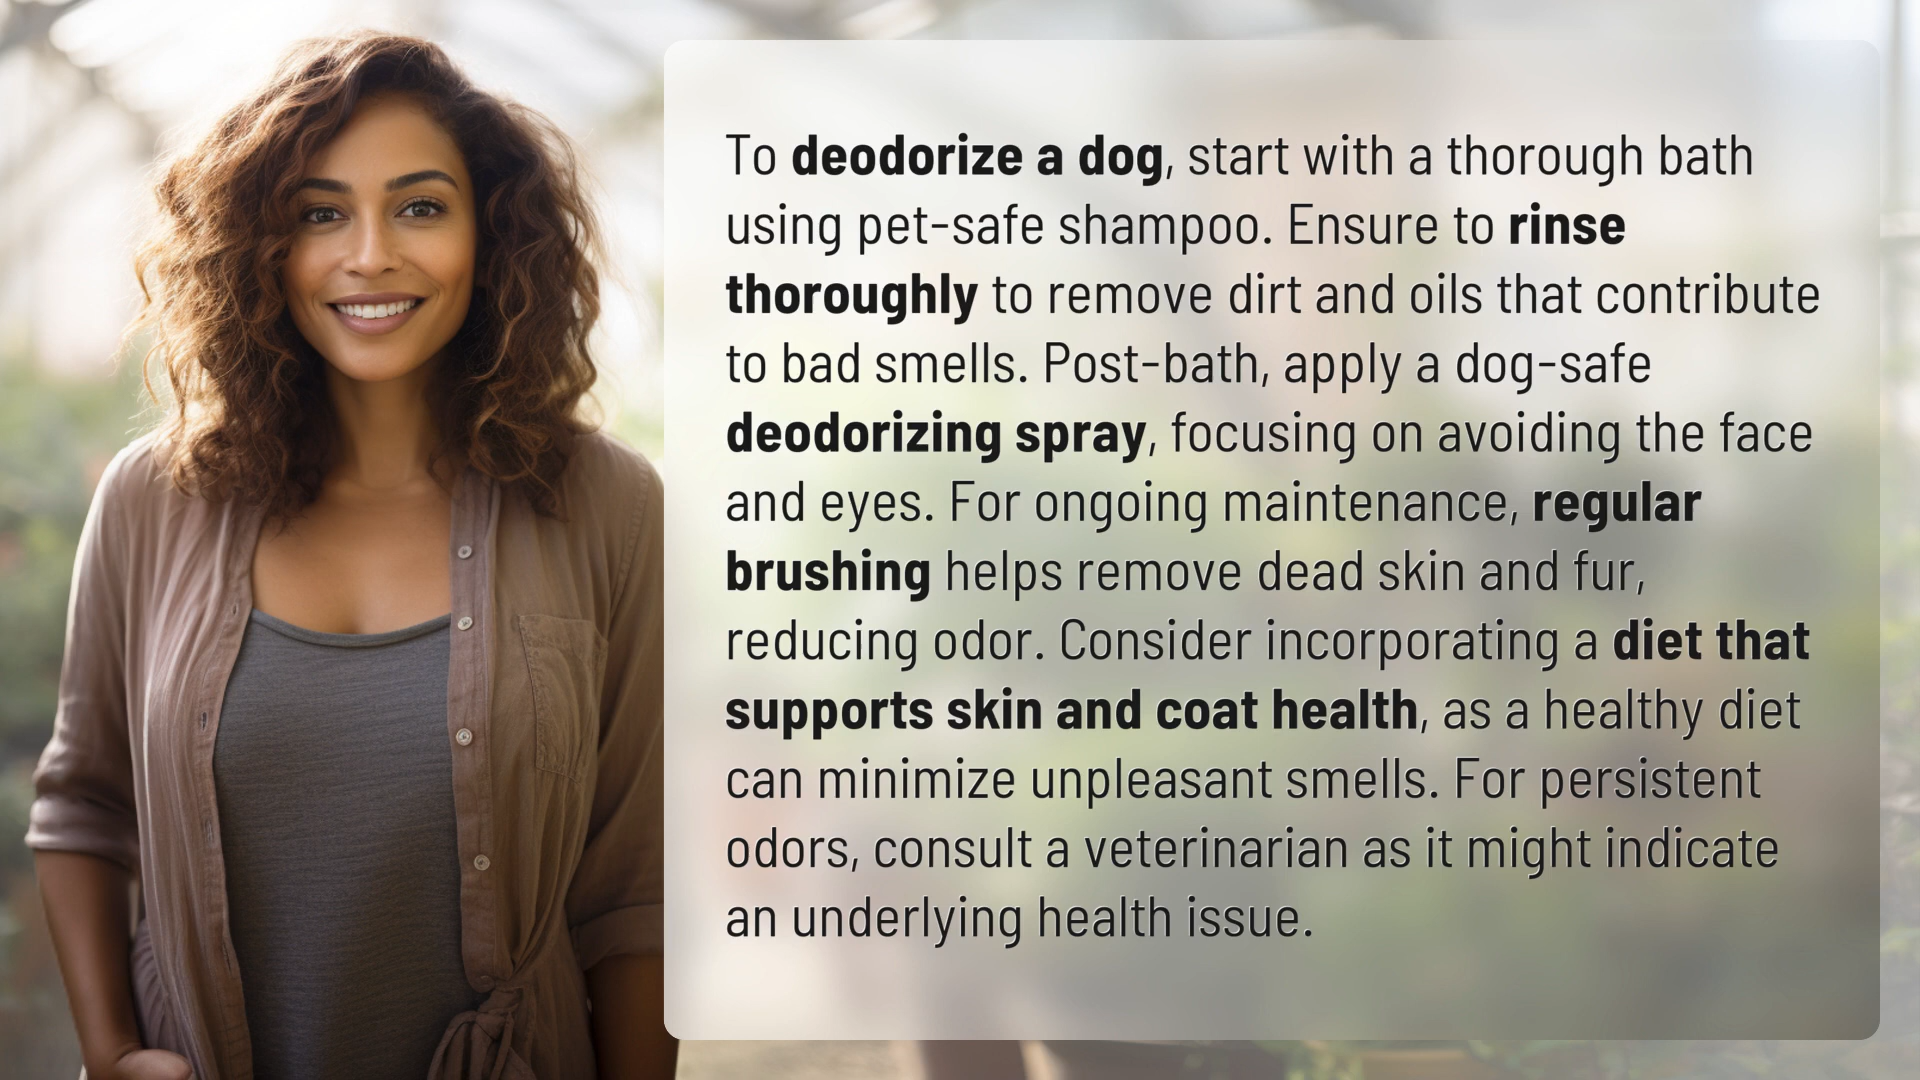 To deodorize a dog, start with a thorough bath
using pet-safe shampoo. Ensure to rinse
thoroughly to remove dirt and oils that contribute
to bad smells. Post-bath, apply a dog-safe
deodorizing spray, focusing on avoiding the face
and eyes. For ongoing maintenance, regular
brushing helps remove dead skin and fur,
reducing odor. Consider incorporating a diet that
supports skin and coat health, as a healthy diet
can minimize unpleasant smells. For persistent
odors, consult a veterinarian as it might indicate
an underlying health issue.